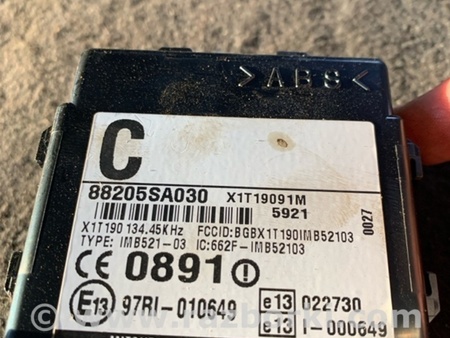 >ABS<
C
88205SA030 X1T19091M
5921
0027
X1T190 134.45KHz FCCID:BGBX1T190IMB52103
TYPE: IMB521-03 IC:662F-IMB52103
CE 0891
E13 97RI-010649 e13 022730
e13 I-000649